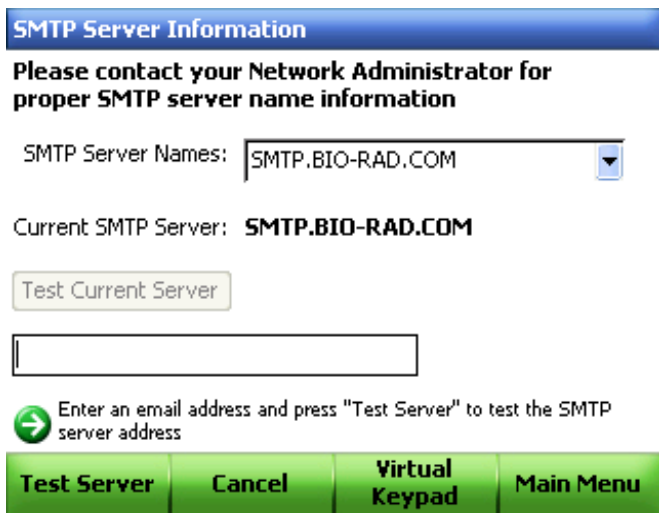 SMTP Server Information
Please contact your Network Administrator for
proper SMTP server name information
SMTP Server Names: SMTP.BIO-RAD.COM
Current SMTP Server: SMTP.BIO-RAD.COM
Test Current Server
Enter an email address and press "Test Server" to test the SMTP
server address
Test Server Cancel Virtual Keypad Main Menu